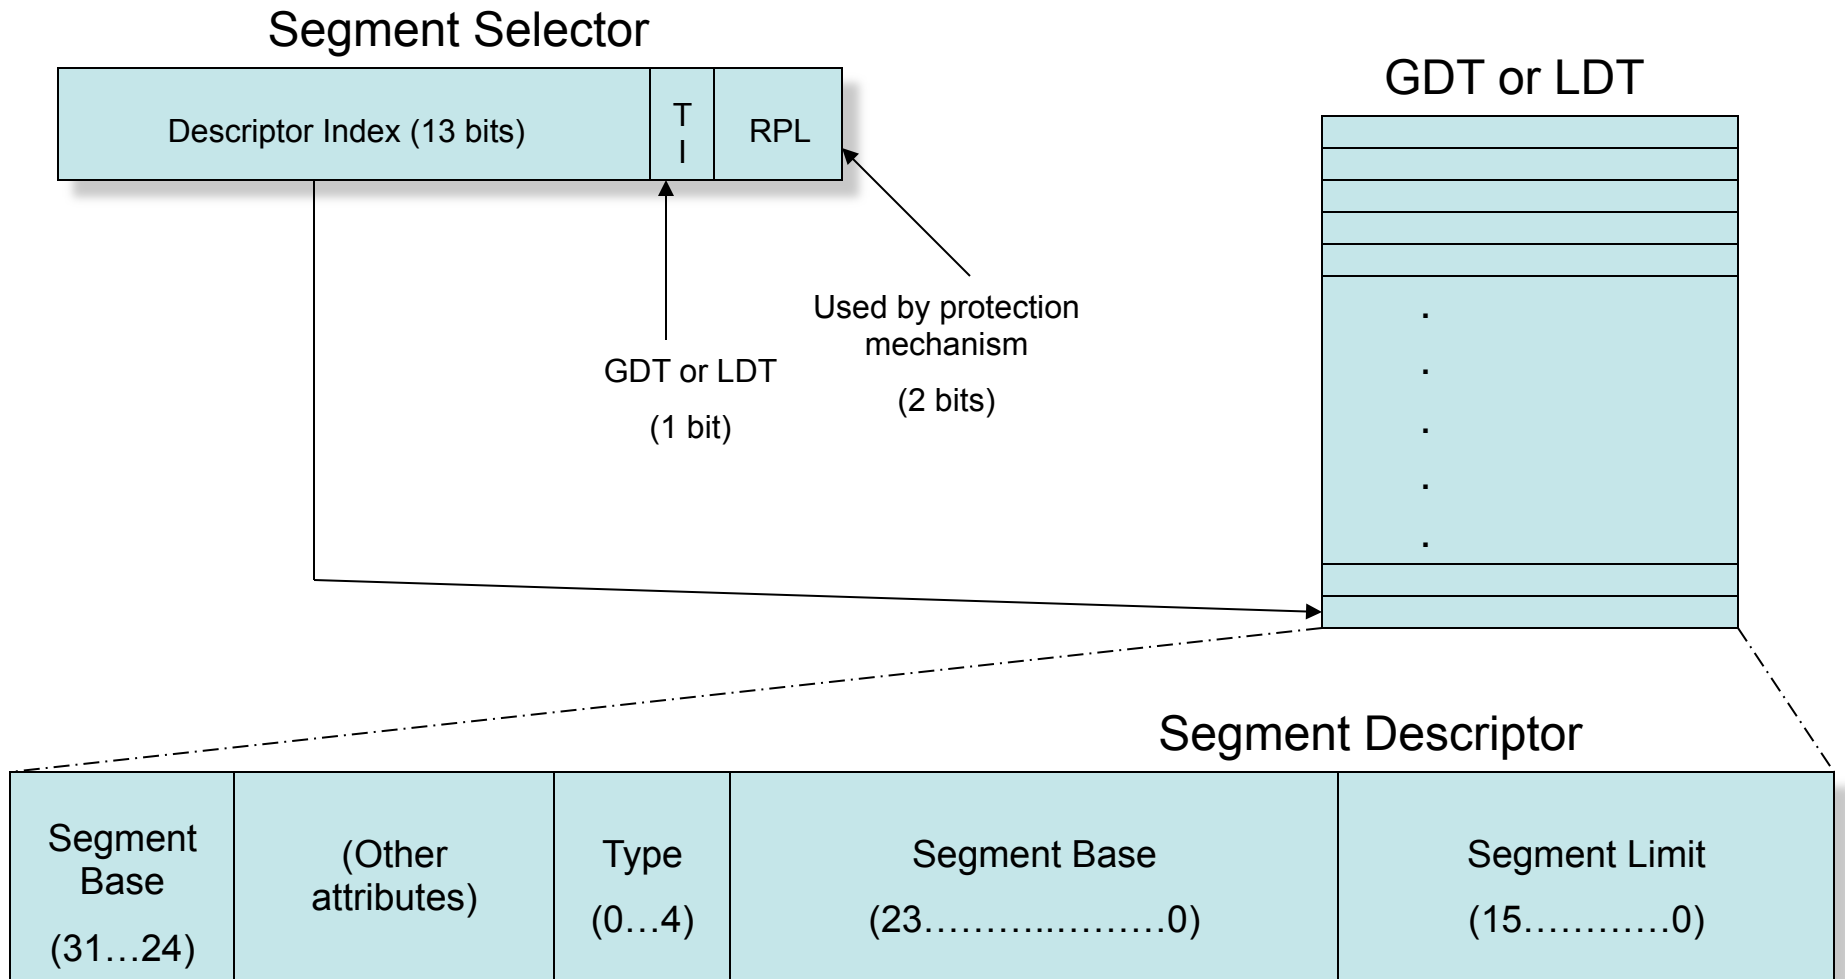 Segment Selector
Descriptor Index (13 bits)
T
I
RPL
GDT or LDT
(1 bit)
Used by protection
mechanism
(2 bits)
GDT or LDT
.
.
.
.
.
Segment Descriptor
Segment
Base
(31…24)
(Other
attributes)
Type
(0…4)
Segment Base
(23………..………0)
Segment Limit
(15…………0)